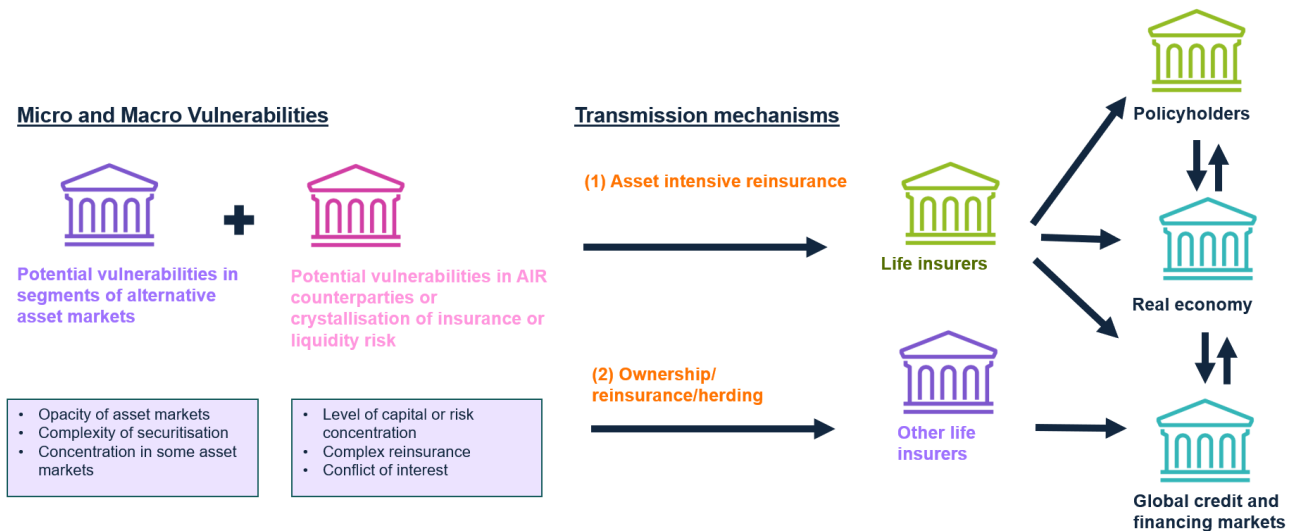 Micro and Macro Vulnerabilities
Potential vulnerabilities in
segments of alternative
asset markets
Potential vulnerabilities in AIR
counterparties or
crystallisation of insurance or
liquidity risk
• Opacity of asset markets
• Complexity of securitisation
• Concentration in some asset
markets
• Level of capital or risk
concentration
• Complex reinsurance
• Conflict of interest
Transmission mechanisms
(1) Asset intensive reinsurance
(2) Ownership/
reinsurance/herding
Life insurers
Other life
insurers
Policyholders
Real economy
Global credit and
financing markets